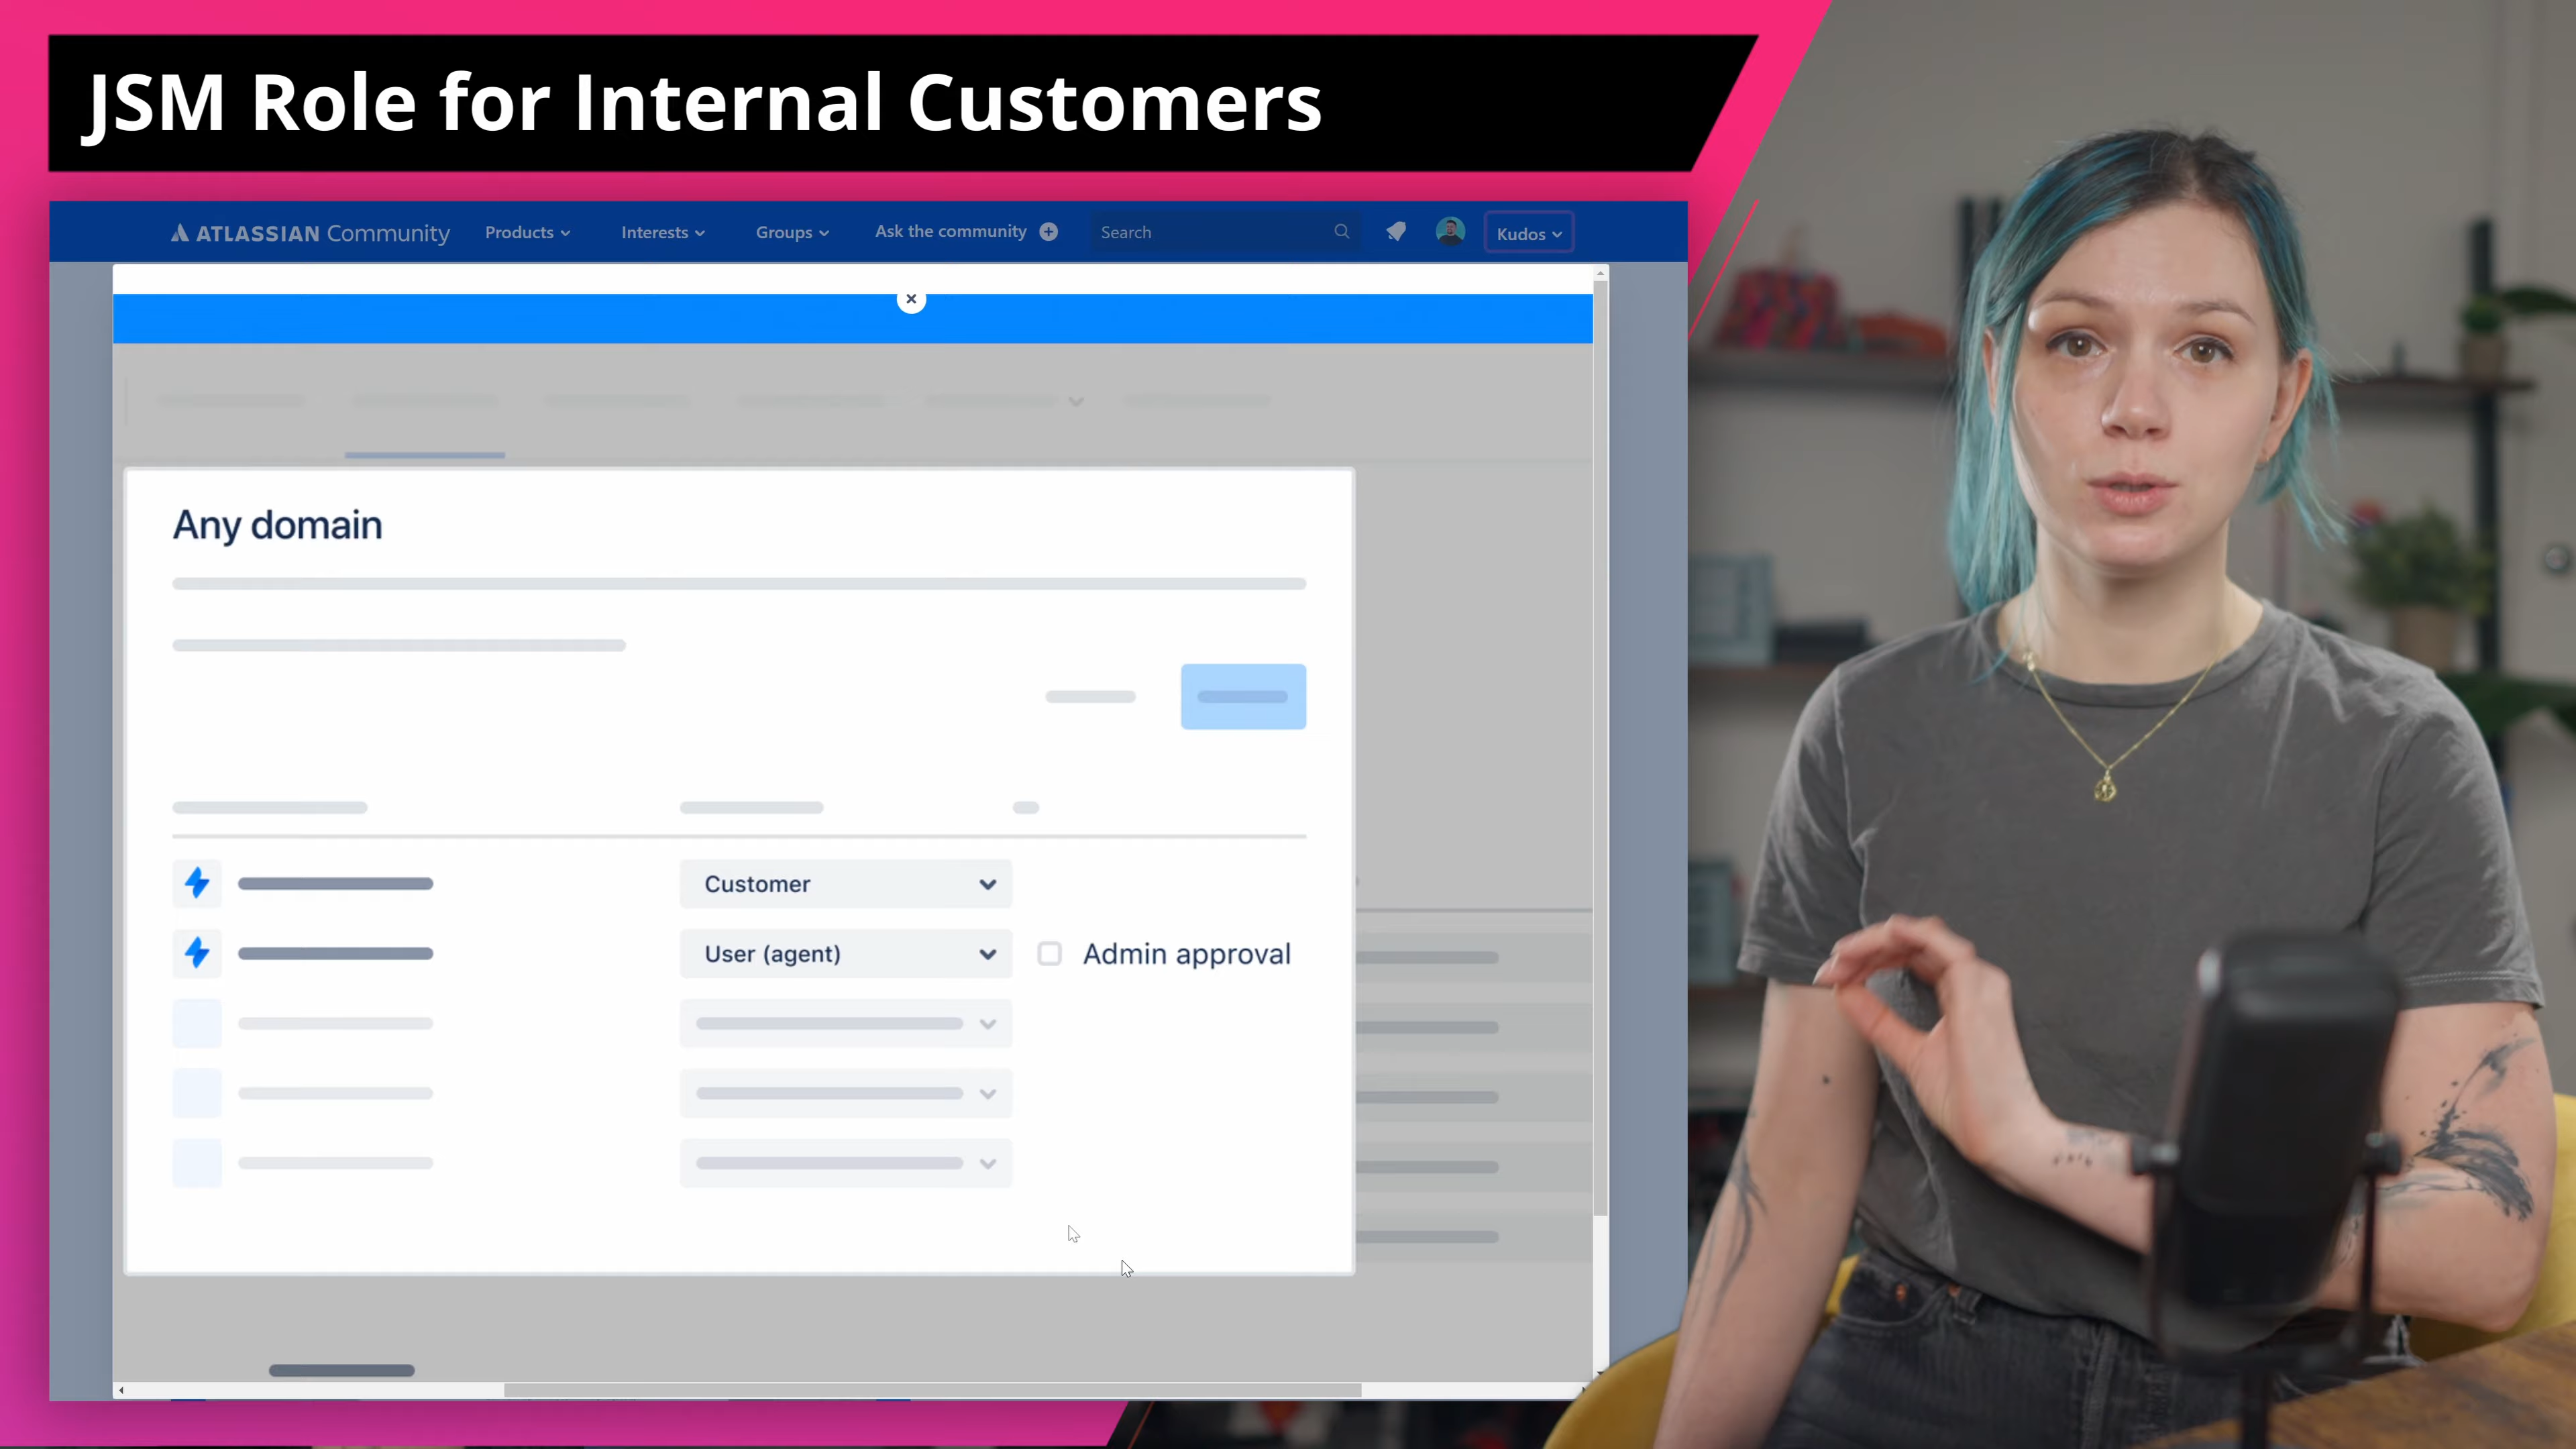 JSM Role for Internal Customers
ATLASSIAN Community Products Interests Groups Ask the community Search Kudos
Any domain
Customer
User (agent) Admin approval